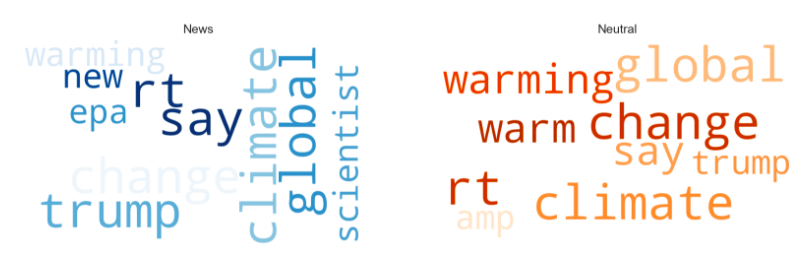 News
warming
new
rt
say
epa
change
trump
climate
global
scientist
Neutral
global
warming
change
warm
say
trump
rt
climate
amp